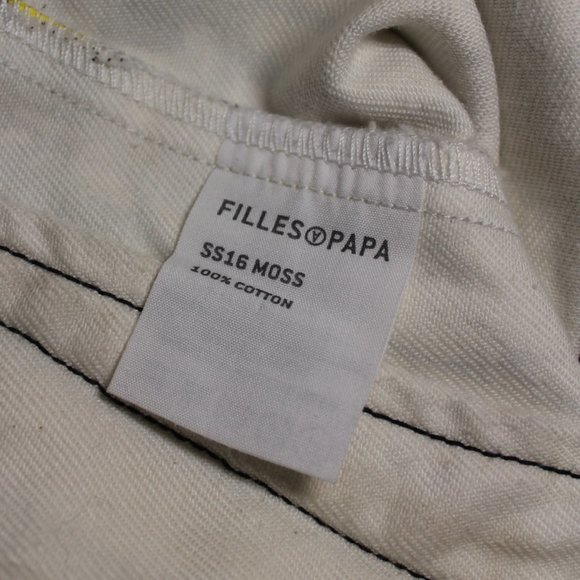 FILLES Ⓐ PAPA
SS16 MOSS
100% COTTON